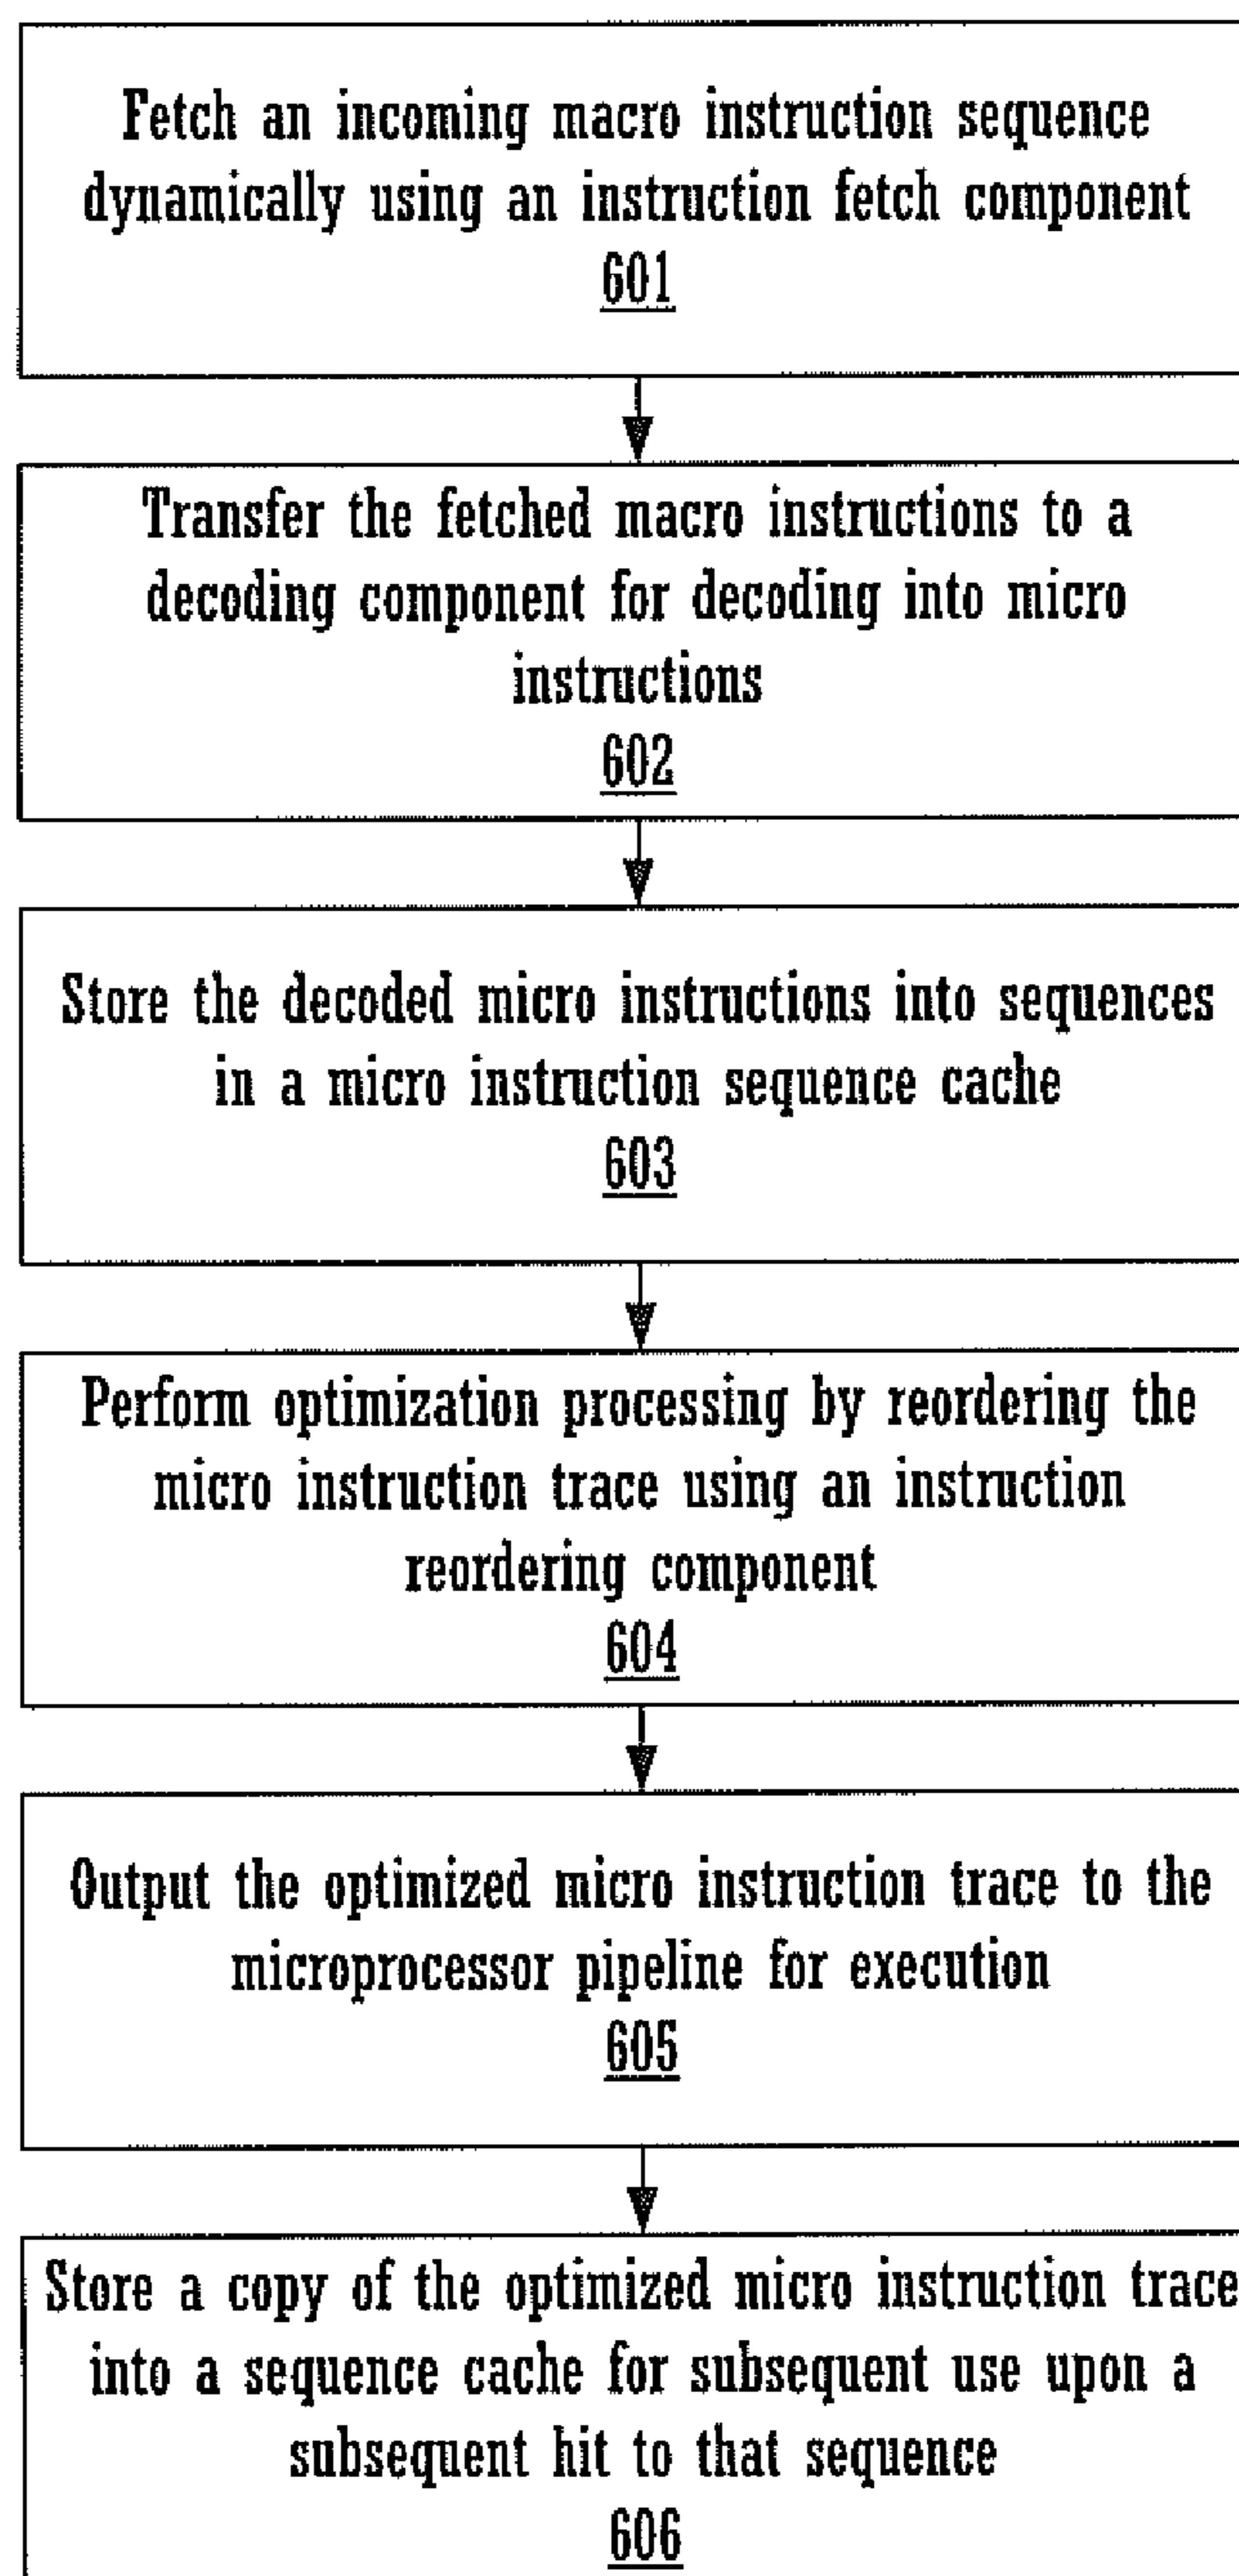 Fetch an incoming macro instruction sequence
dynamically using an instruction fetch component
601
Transfer the fetched macro instructions to a
decoding component for decoding into micro
instructions
602
Store the decoded micro instructions into sequences
in a micro instruction sequence cache
603
Perform optimization processing by reordering the
micro instruction trace using an instruction
reordering component
604
Output the optimized micro instruction trace to the
microprocessor pipeline for execution
605
Store a copy of the optimized micro instruction trace
into a sequence cache for subsequent use upon a
subsequent hit to that sequence
606